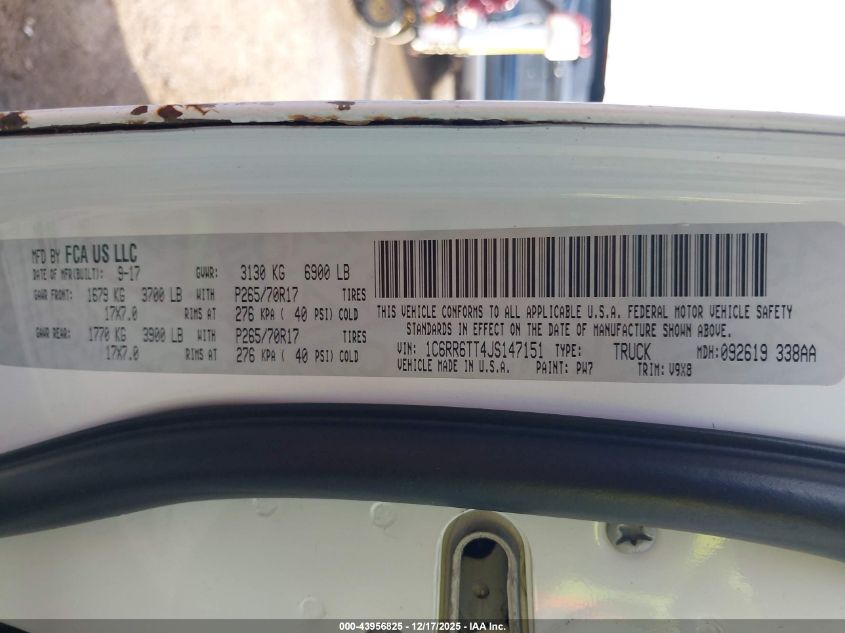 MFD BY FCA US LLC
DATE OF MFR(BUILT): 9-17 GVWR: 3130 KG 6900 LB
GAWR FRONT: 1679 KG 3700 LB WITH P265/70R17 TIRES
17X7.0 RIMS AT 276 KPA ( 40 PSI) COLD
GAWR REAR: 1770 KG 3900 LB WITH P265/70R17 TIRES
17X7.0 RIMS AT 276 KPA ( 40 PSI) COLD
THIS VEHICLE CONFORMS TO ALL APPLICABLE U.S.A. FEDERAL MOTOR VEHICLE SAFETY
STANDARDS IN EFFECT ON THE DATE OF MANUFACTURE SHOWN ABOVE.
VIN: 1C6RR6TT4JS147151 TYPE: TRUCK MDH:092619 338AA
VEHICLE MADE IN U.S.A. PAINT: PW7 TRIM: V9X8
000-43956825 - 12/17/2025 - IAA Inc.